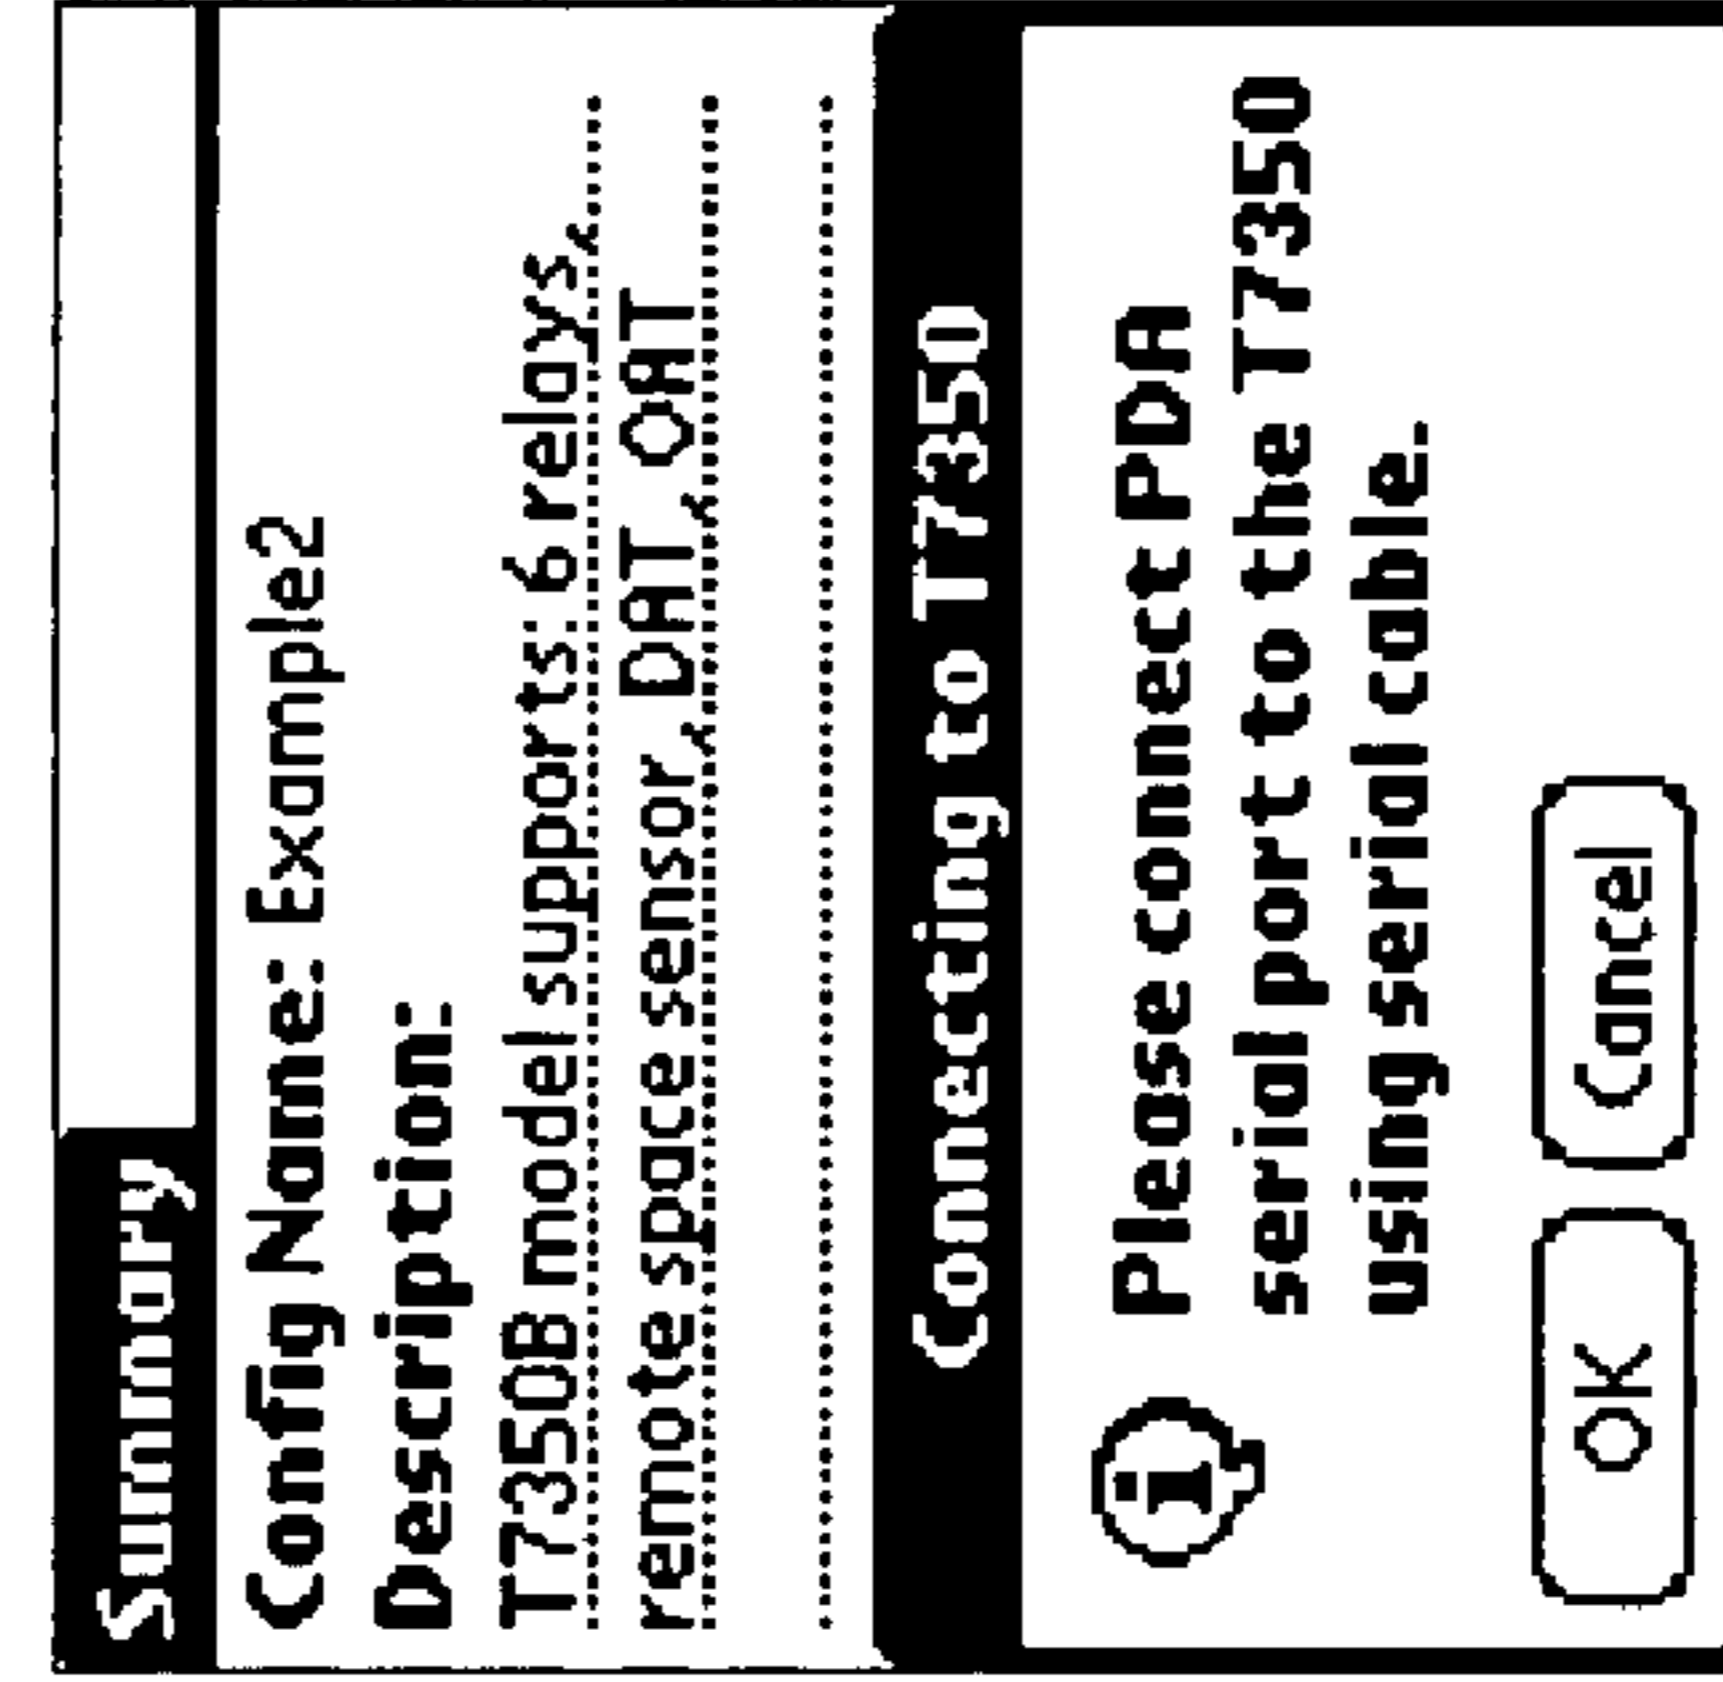 Summary
Config Name: Example2
Description:
T7350B model supports: 6 relays,
remote space sensor, DAT, OAT
Connecting to T7350
i
Please connect PDA
serial port to the T7350
using serial cable.
OK Cancel